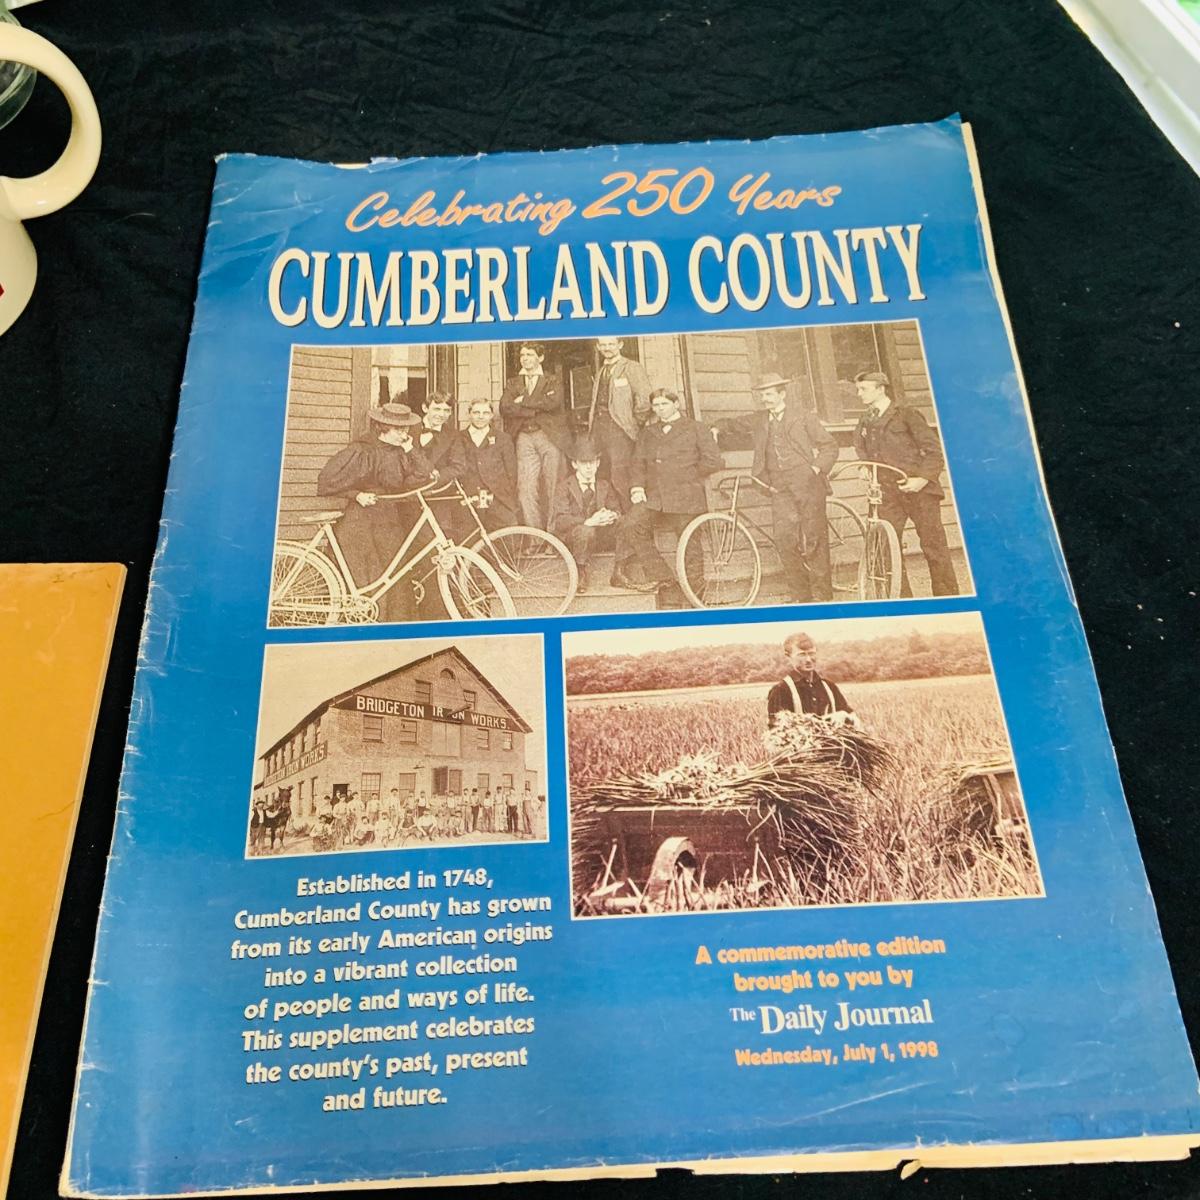 Celebrating 250 Years
CUMBERLAND COUNTY
BRIDGETON IRON WORKS.
Established in 1748,
Cumberland County has grown
from its early American origins
into a vibrant collection
of people and ways of life.
This supplement celebrates
the county's past, present
and future.
A commemorative edition
brought to you by
The Daily Journal
Wednesday, July 1, 1998